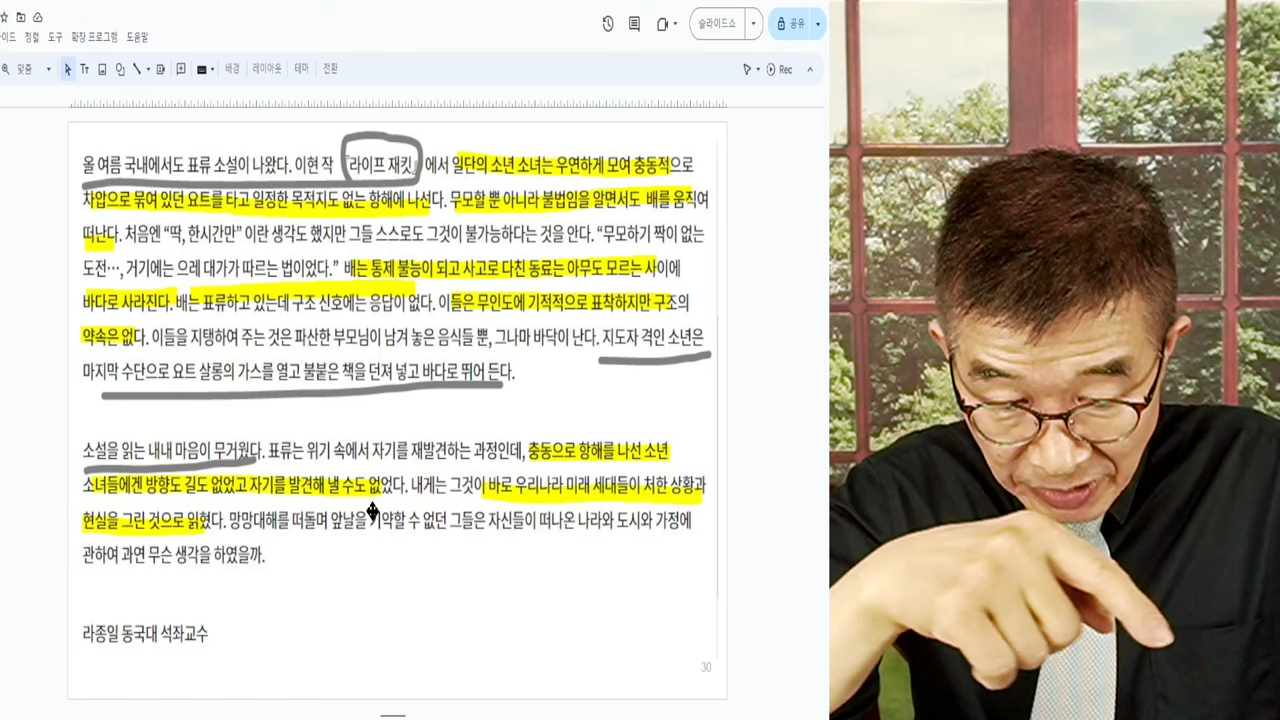 이드 정렬 도구 확장 프로그램 도움말
슬라이드쇼
공유
맞춤 배경 레이아웃 테마 전환 Rec
올 여름 국내에서도 표류 소설이 나왔다. 이현 작 『라이프 재킷』에서 일단의 소년 소녀는 우연하게 모여 충동적으로
차압으로 묶여 있던 요트를 타고 일정한 목적지도 없는 항해에 나선다. 무모할 뿐 아니라 불법임을 알면서도 배를 움직여
떠난다. 처음엔 “딱, 한시간만” 이란 생각도 했지만 그들 스스로도 그것이 불가능하다는 것을 안다. “무모하기 짝이 없는
도전…, 거기에는 으레 대가가 따르는 법이었다.” 배는 통제 불능이 되고 사고로 다친 동료는 아무도 모르는 사이에
바다로 사라진다. 배는 표류하고 있는데 구조 신호에는 응답이 없다. 이들은 무인도에 기적적으로 표착하지만 구조의
약속은 없다. 이들을 지탱하여 주는 것은 파산한 부모님이 남겨 놓은 음식들 뿐, 그나마 바닥이 난다. 지도자 격인 소년은
마지막 수단으로 요트 살롱의 가스를 열고 불붙은 책을 던져 넣고 바다로 뛰어 든다.
소설을 읽는 내내 마음이 무거웠다. 표류는 위기 속에서 자기를 재발견하는 과정인데, 충동으로 항해를 나선 소년
소녀들에겐 방향도 길도 없었고 자기를 발견해 낼 수도 없었다. 내게는 그것이 바로 우리나라 미래 세대들이 처한 상황과
현실을 그린 것으로 읽혔다. 망망대해를 떠돌며 앞날을 기약할 수 없던 그들은 자신들이 떠나온 나라와 도시와 가정에
관하여 과연 무슨 생각을 하였을까.
라종일 동국대 석좌교수
30